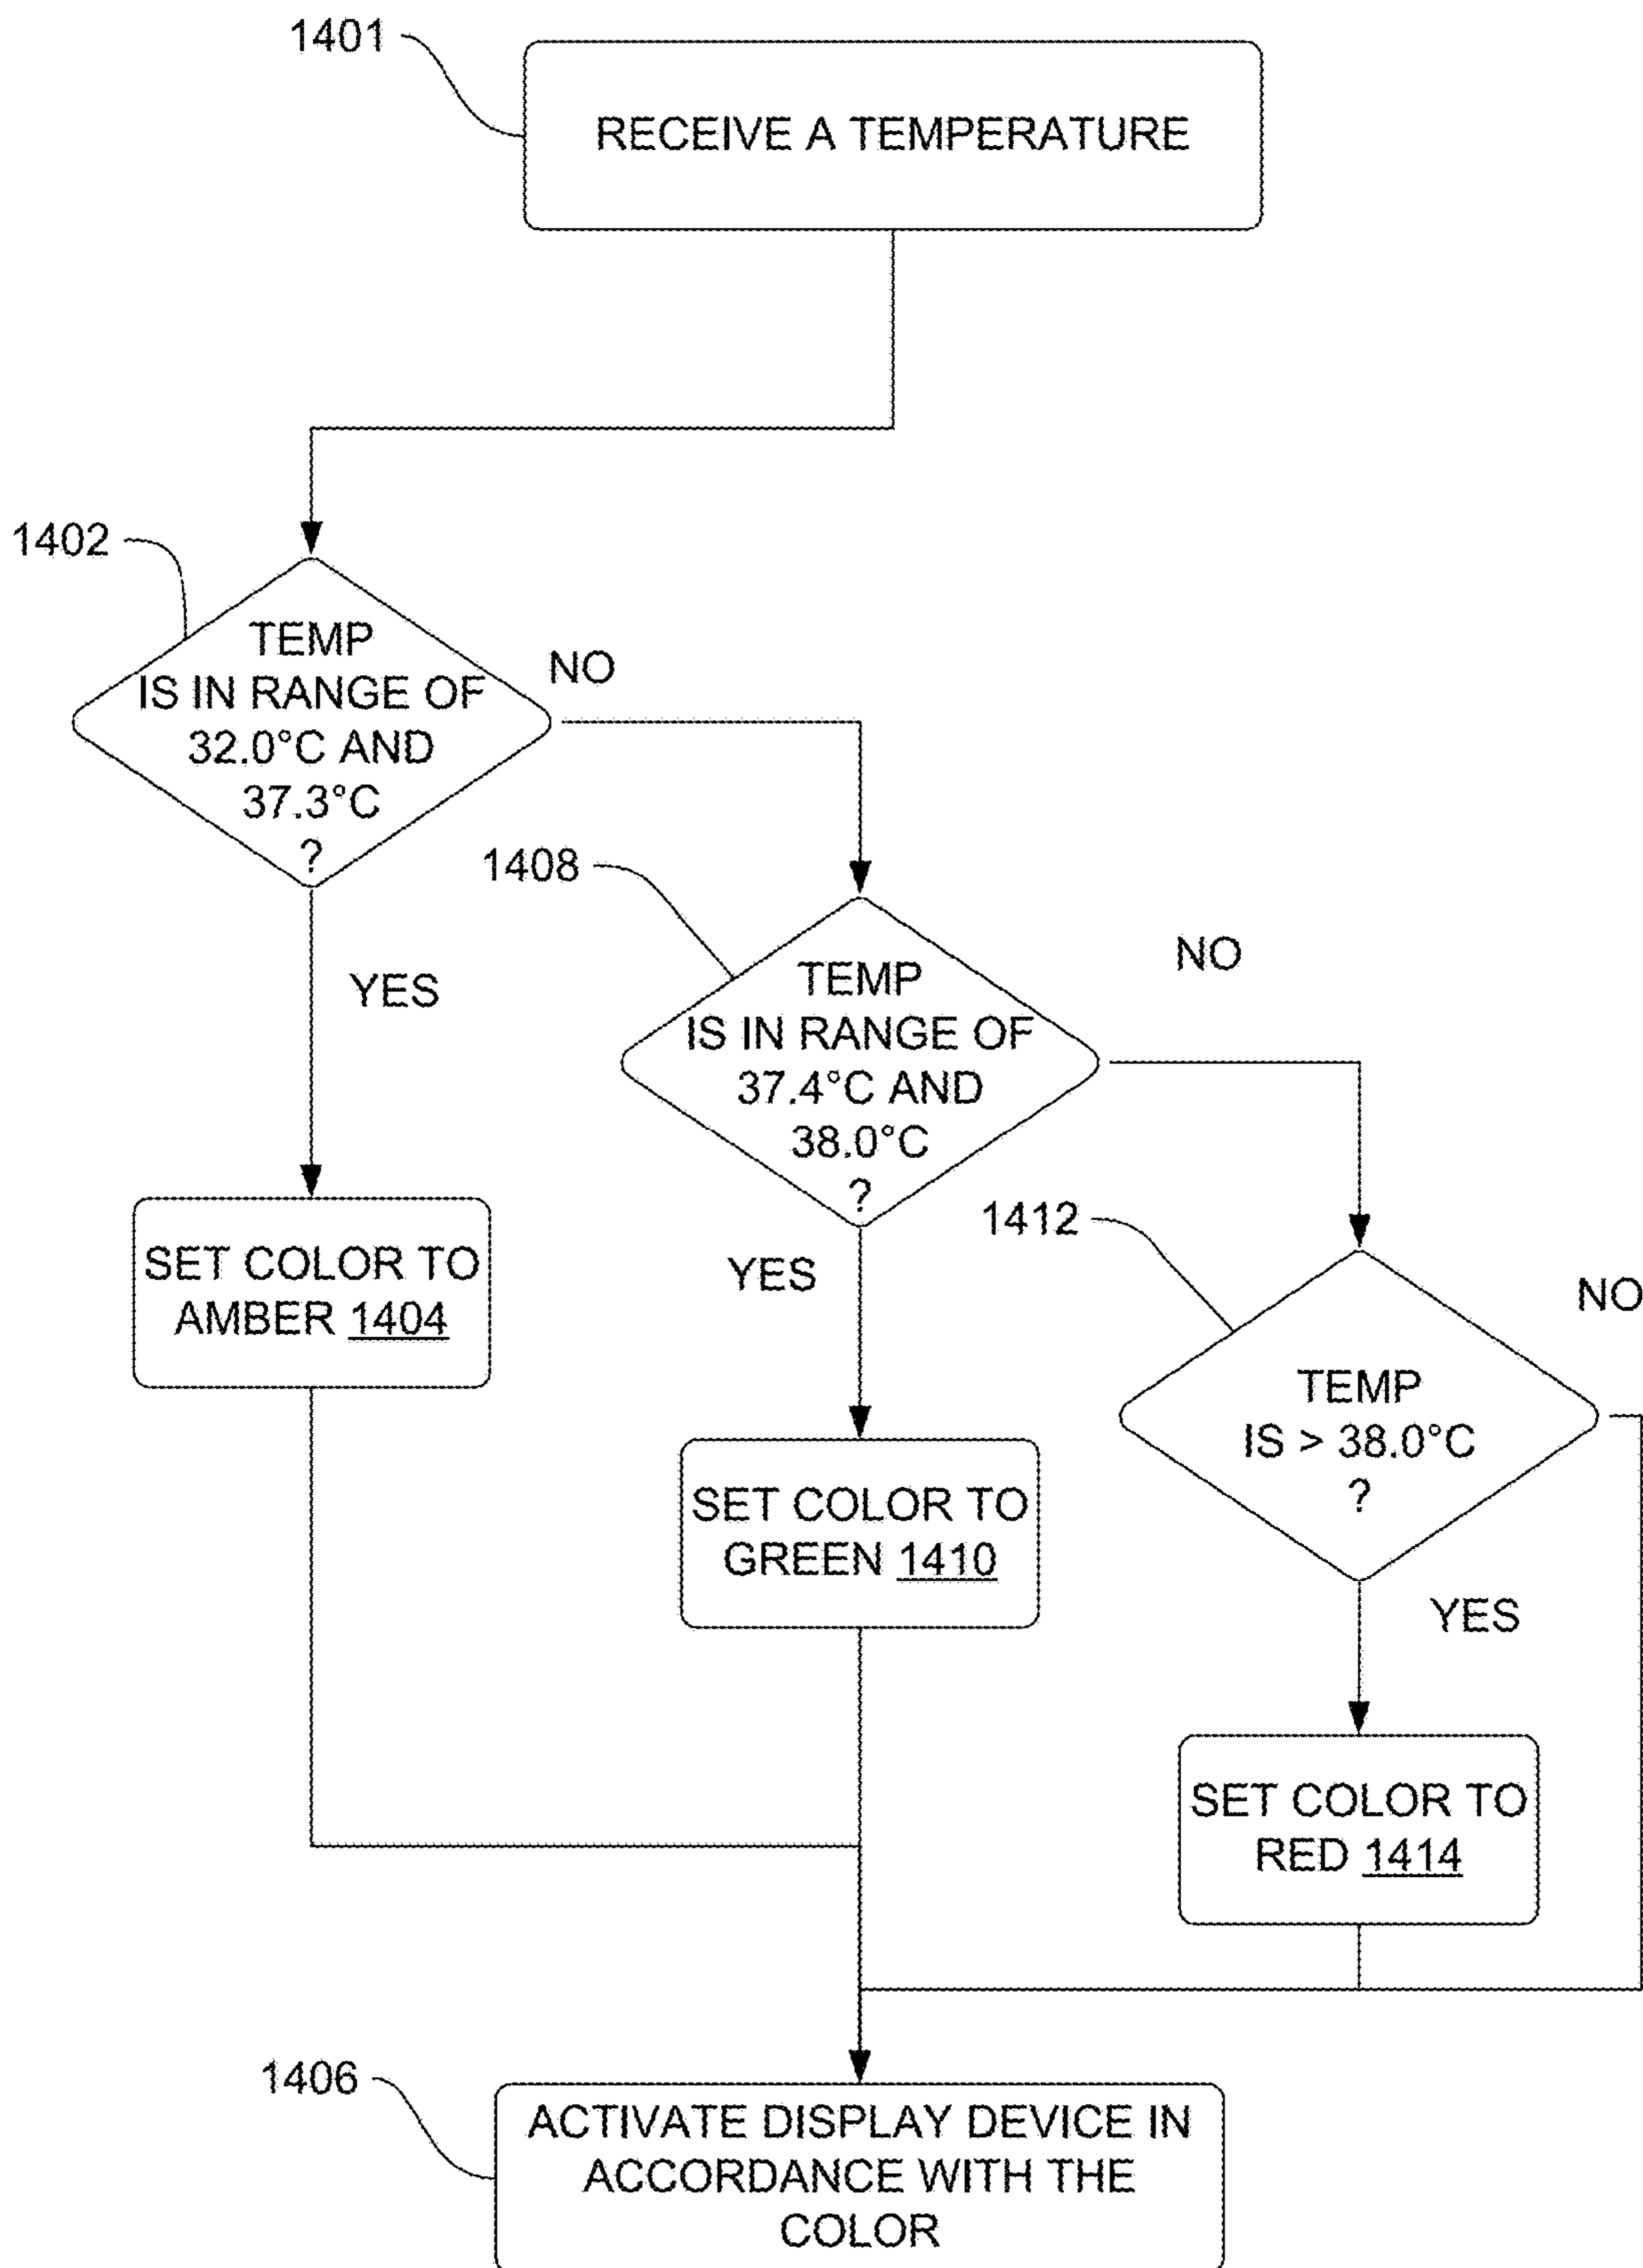 1401
RECEIVE A TEMPERATURE
1402
TEMP
IS IN RANGE OF
32.0°C AND
37.3°C
?
NO
YES
1408
TEMP
IS IN RANGE OF
37.4°C AND
38.0°C
?
NO
YES
SET COLOR TO
AMBER 1404
1412
TEMP
IS > 38.0°C
?
NO
YES
SET COLOR TO
GREEN 1410
SET COLOR TO
RED 1414
1406
ACTIVATE DISPLAY DEVICE IN
ACCORDANCE WITH THE
COLOR